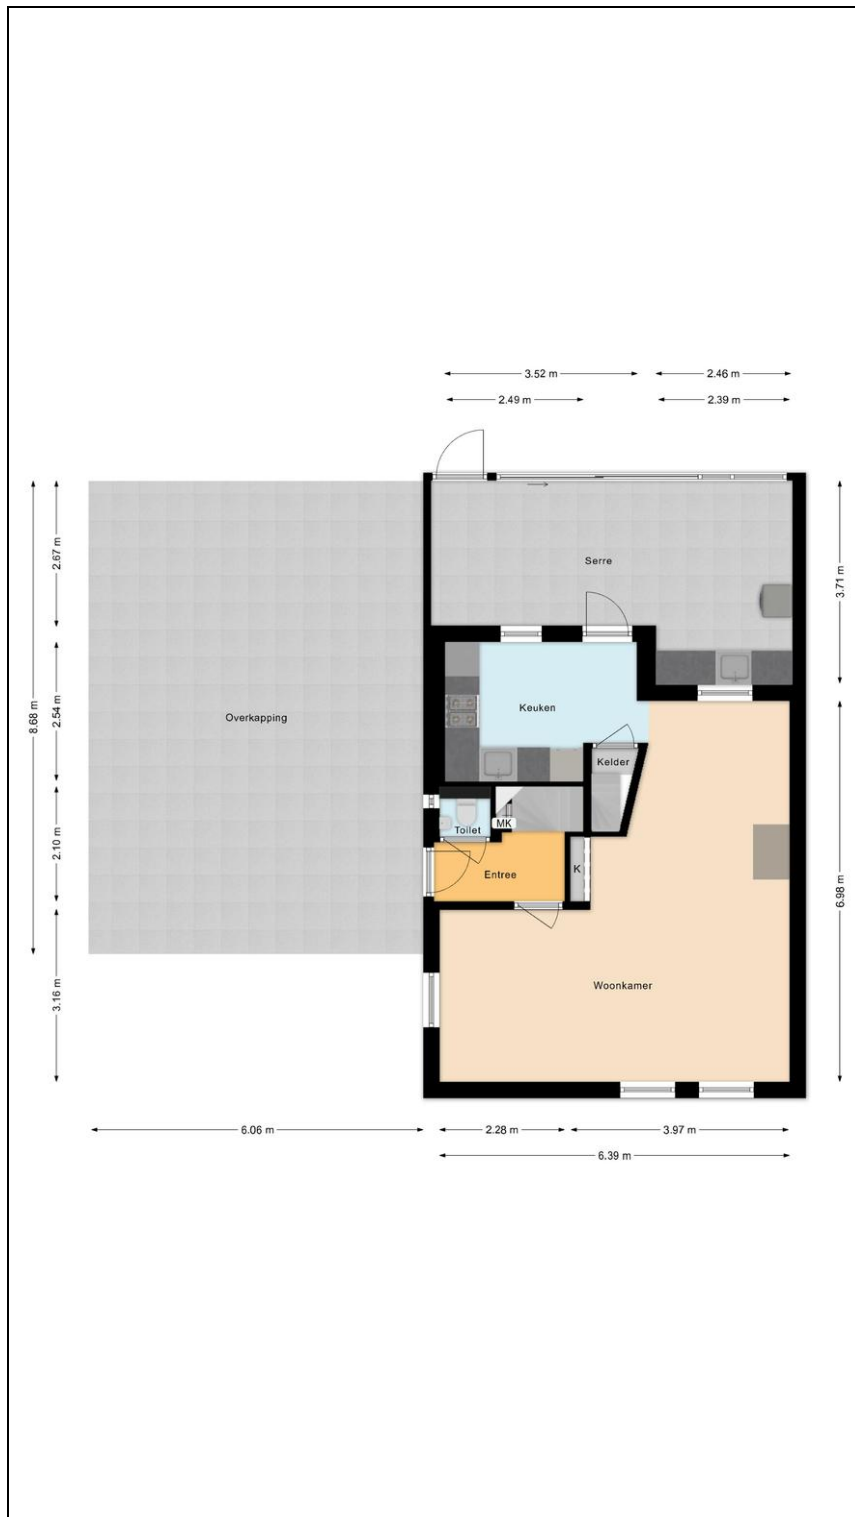 3.52 m
2.46 m
2.49 m
2.39 m
Serre
2.67 m
3.71 m
8.68 m
2.54 m
Overkapping
Keuken
Kelder
2.10 m
MK
Toilet
K
Entree
6.98 m
3.16 m
Woonkamer
6.06 m
2.28 m
3.97 m
6.39 m